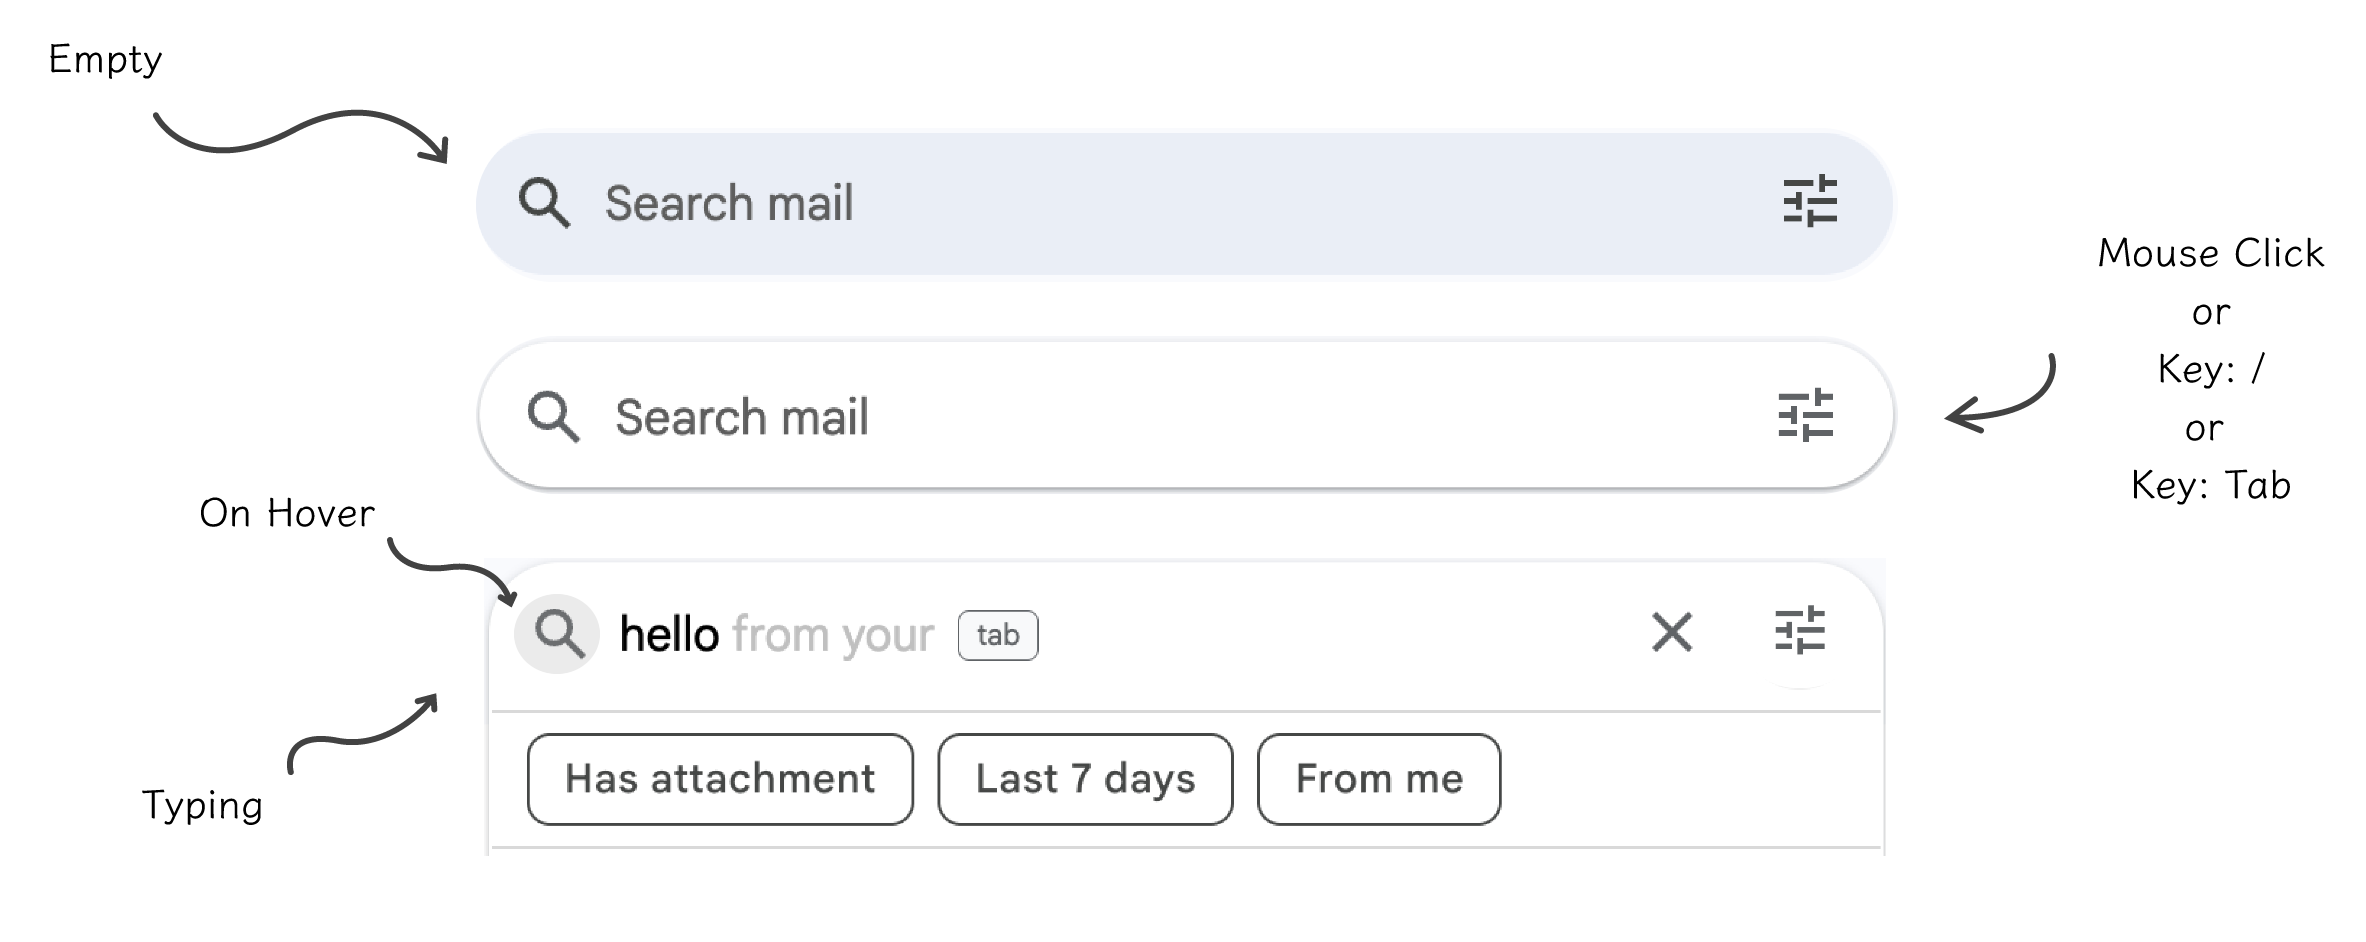 Empty
Search mail
Mouse Click
or
Key: /
or
Key: Tab
Search mail
On Hover
hello from your tab
Typing
Has attachment Last 7 days From me